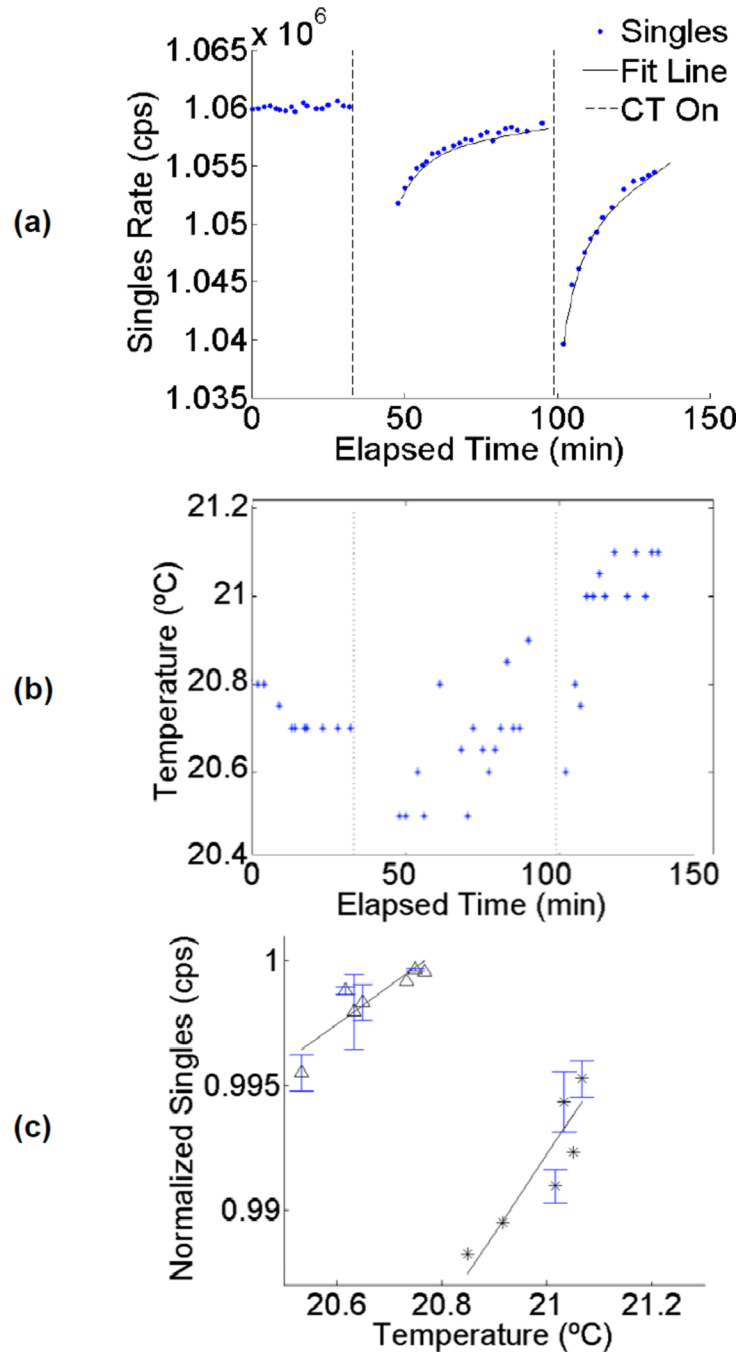 x 10⁶
1.065
1.06
1.055
1.05
1.045
1.04
1.035
Singles Rate (cps)
Singles
Fit Line
CT On
0
50
100
150
Elapsed Time (min)
(a)
21.2
21
20.8
20.6
20.4
Temperature (ºC)
0
50
100
150
Elapsed Time (min)
(b)
1
0.995
0.99
Normalized Singles (cps)
20.6
20.8
21
21.2
Temperature (ºC)
(c)